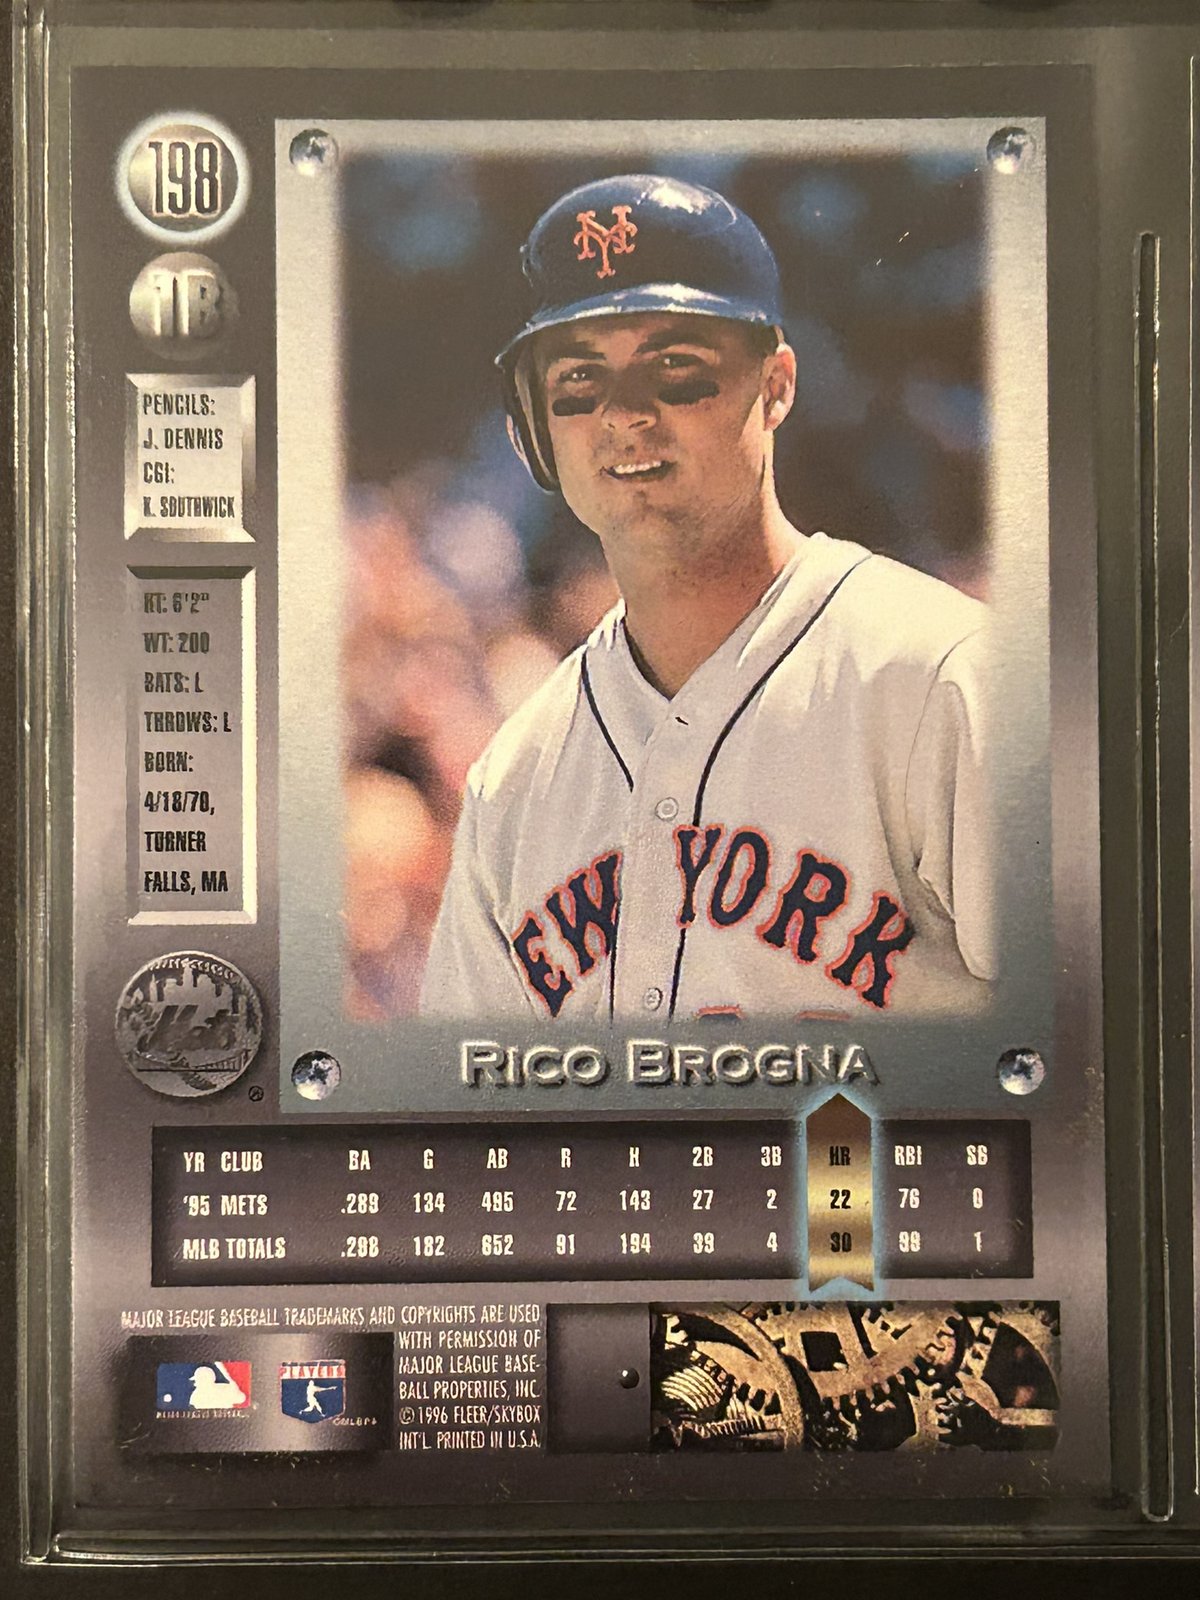 198
1B
PENCILS:
J. DENNIS
CGI:
K. SOUTHWICK
HT: 6'2"
WT: 200
BATS: L
THROWS: L
BORN:
4/18/70,
TURNER
FALLS, MA
Mets
®
NY
EW YORK
RICO BROGNA
YR CLUB BA G AB R H 2B 3B HR RBI SB
'95 METS .289 134 495 72 143 27 2 22 76 0
MLB TOTALS .298 182 652 91 194 39 4 30 99 1
MAJOR LEAGUE BASEBALL TRADEMARKS AND COPYRIGHTS ARE USED
WITH PERMISSION OF
MAJOR LEAGUE BASE-
BALL PROPERTIES, INC.
© 1996 FLEER/SKYBOX
INT'L. PRINTED IN U.S.A.
PLAYERS
©MLBPA